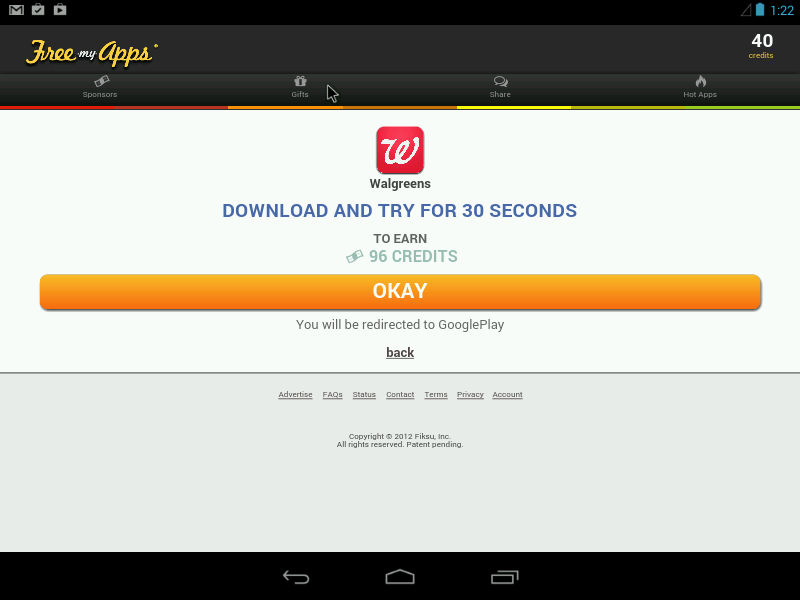 1:22
Free my Apps
40
credits
Sponsors
Gifts
Share
Hot Apps
W
Walgreens
DOWNLOAD AND TRY FOR 30 SECONDS
TO EARN
96 CREDITS
OKAY
You will be redirected to GooglePlay
back
Advertise FAQs Status Contact Terms Privacy Account
Copyright © 2012 Fiksu, Inc.
All rights reserved. Patent pending.